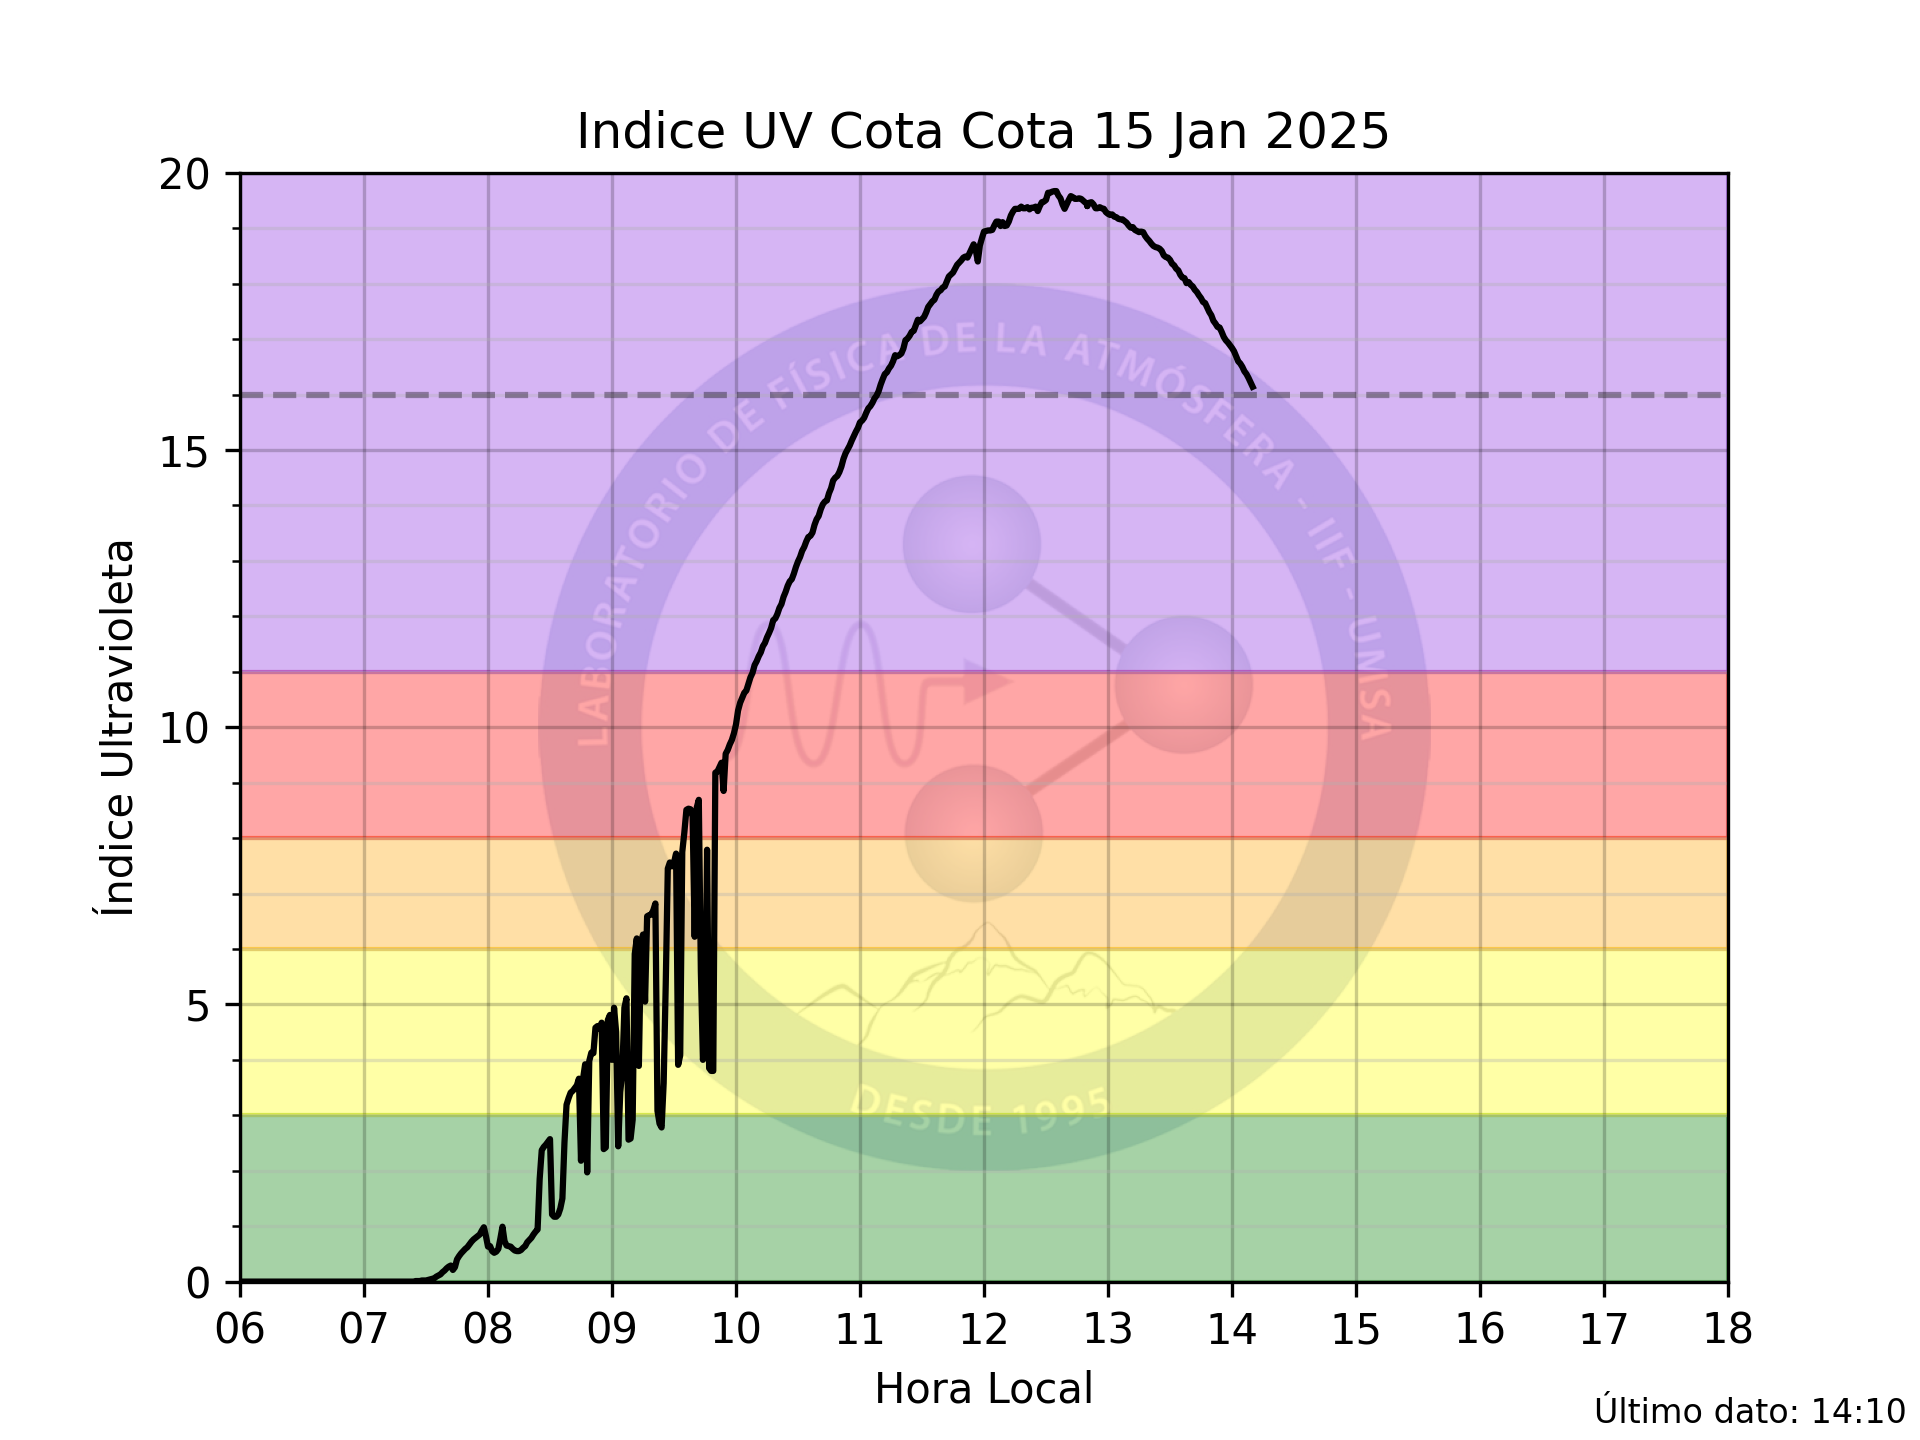 Indice UV Cota Cota 15 Jan 2025
20
15
10
5
0
Índice Ultravioleta
LABORATORIO DE FÍSICA DE LA ATMÓSFERA - IIF - UMSA
DESDE 1995
06 07 08 09 10 11 12 13 14 15 16 17 18
Hora Local
Último dato: 14:10